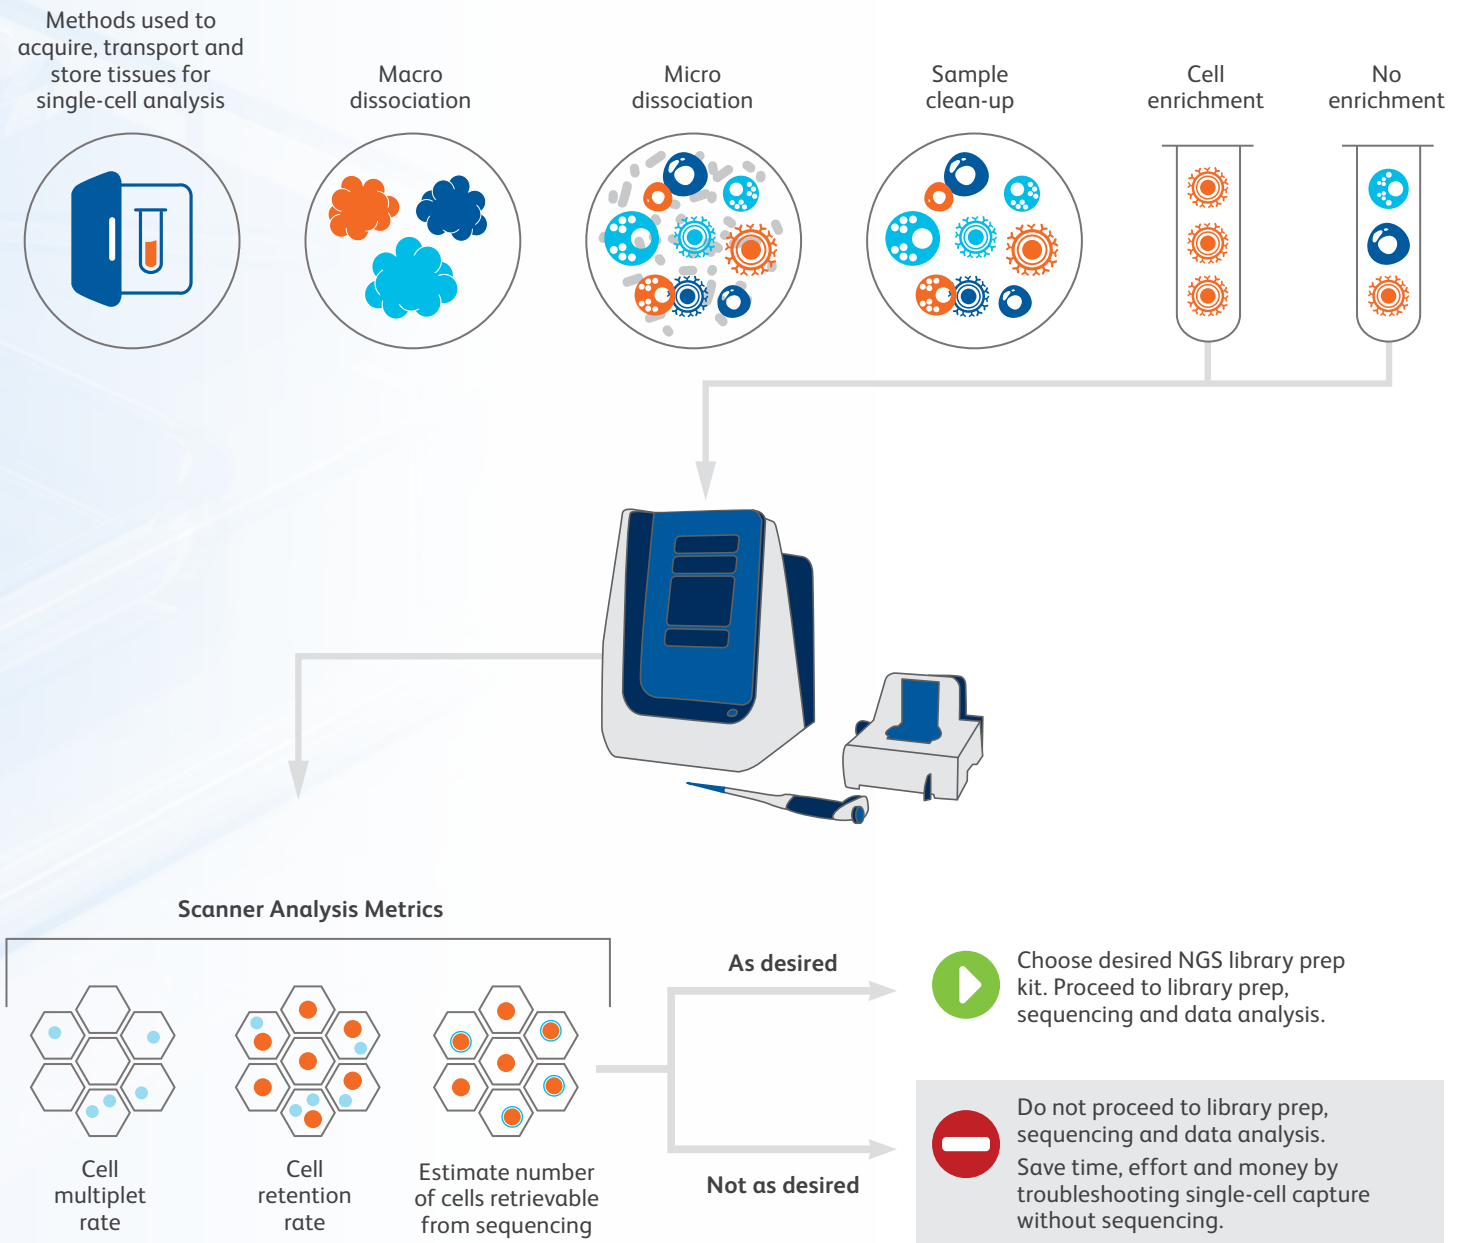 Methods used to
acquire, transport and
store tissues for
single-cell analysis
Macro
dissociation
Micro
dissociation
Sample
clean-up
Cell
enrichment
No
enrichment
Scanner Analysis Metrics
Cell
multiplet
rate
Cell
retention
rate
Estimate number
of cells retrievable
from sequencing
As desired
Choose desired NGS library prep
kit. Proceed to library prep,
sequencing and data analysis.
Not as desired
Do not proceed to library prep,
sequencing and data analysis.
Save time, effort and money by
troubleshooting single-cell capture
without sequencing.